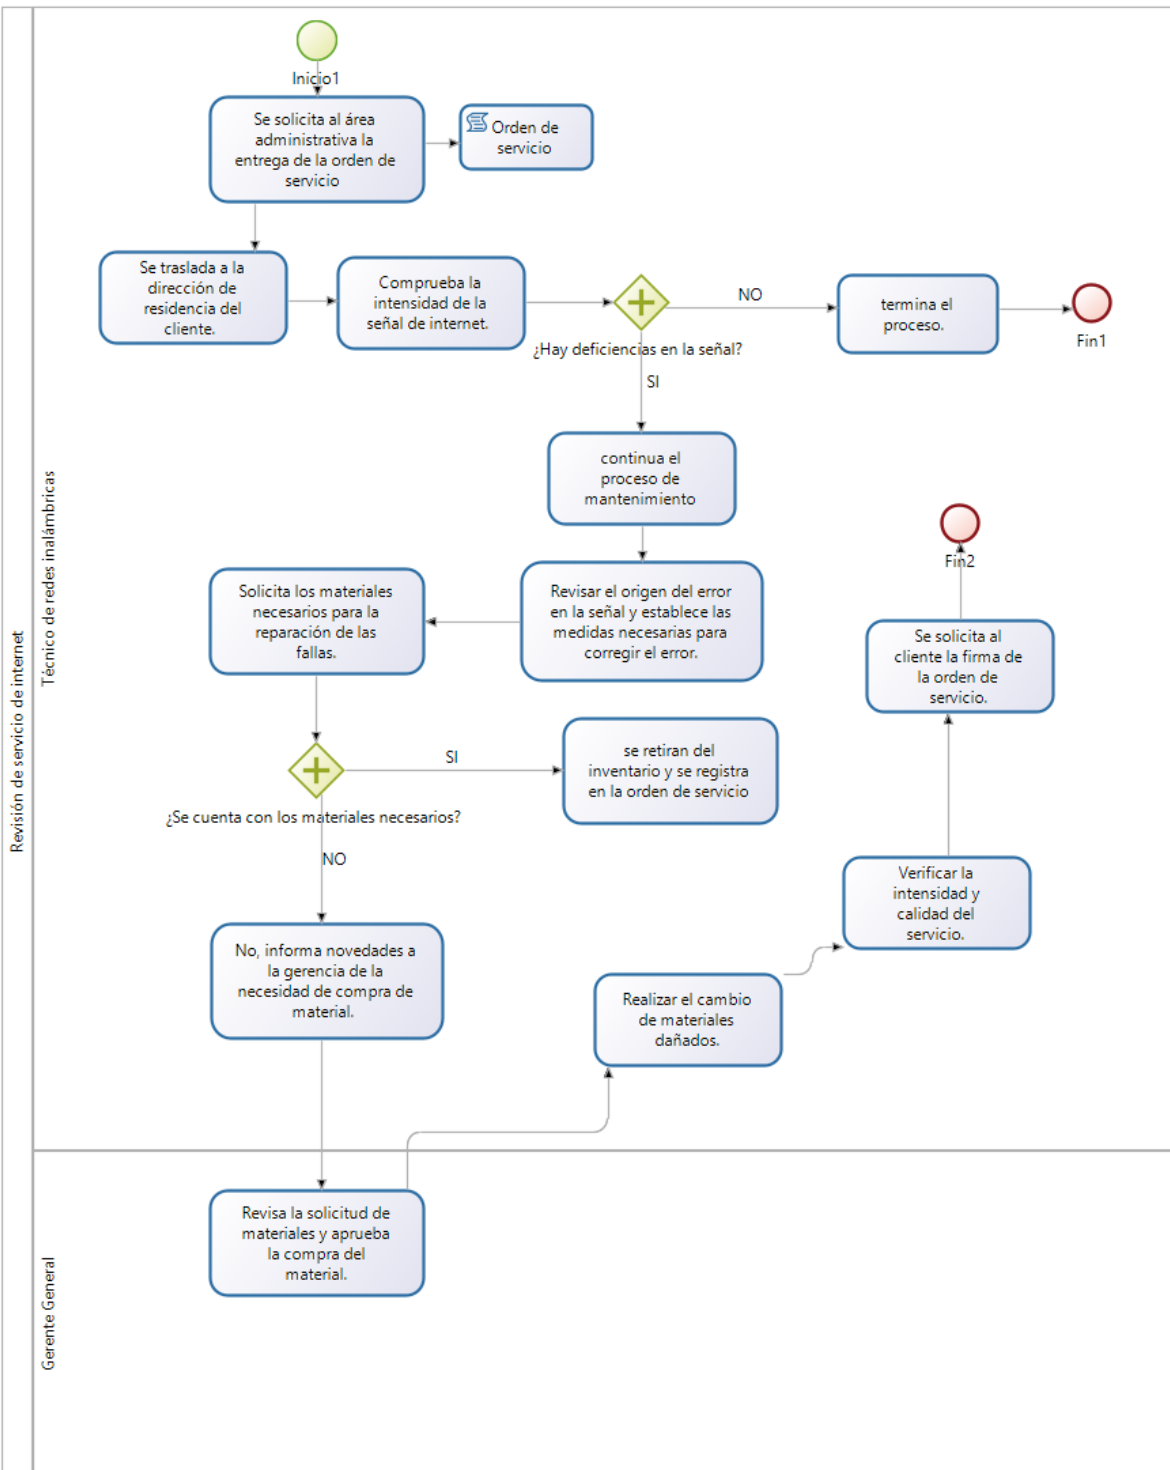 Revisión de servicio de internet
Técnico de redes inalámbricas
Inicio1
Se solicita al área
administrativa la
entrega de la orden de
servicio
Orden de
servicio
Se traslada a la
dirección de
residencia del
cliente.
Comprueba la
intensidad de la
señal de internet.
¿Hay deficiencias en la señal?
NO
termina el
proceso.
Fin1
SI
continua el
proceso de
mantenimiento
Revisar el origen del error
en la señal y establece las
medidas necesarias para
corregir el error.
Solicita los materiales
necesarios para la
reparación de las
fallas.
¿Se cuenta con los materiales necesarios?
SI
se retiran del
inventario y se registra
en la orden de servicio
NO
No, informa novedades a
la gerencia de la
necesidad de compra de
material.
Realizar el cambio
de materiales
dañados.
Verificar la
intensidad y
calidad del
servicio.
Se solicita al
cliente la firma de
la orden de
servicio.
Fin2
Gerente General
Revisa la solicitud de
materiales y aprueba
la compra del
material.